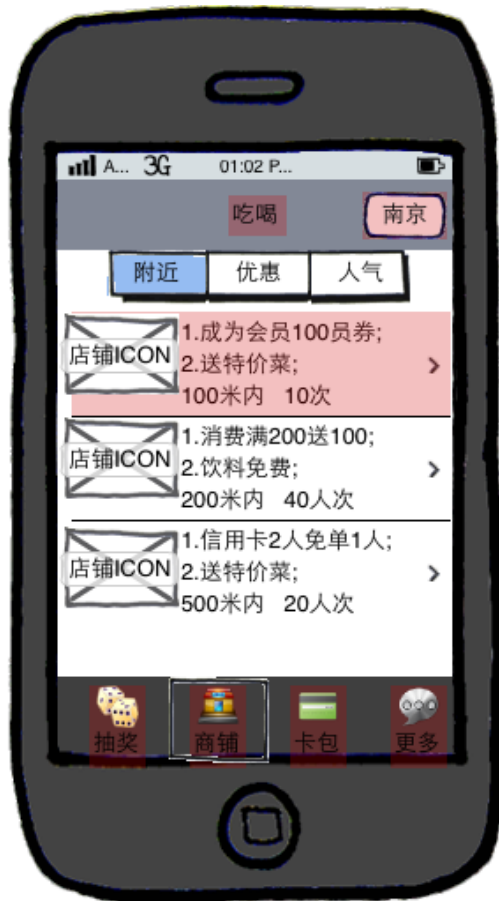 A... 3G 01:02 P...
吃喝 南京
附近 优惠 人气
店铺ICON
1.成为会员100员券;
2.送特价菜;
100米内 10次
店铺ICON
1.消费满200送100;
2.饮料免费;
200米内 40人次
店铺ICON
1.信用卡2人免单1人;
2.送特价菜;
500米内 20人次
抽奖 商铺 卡包 更多